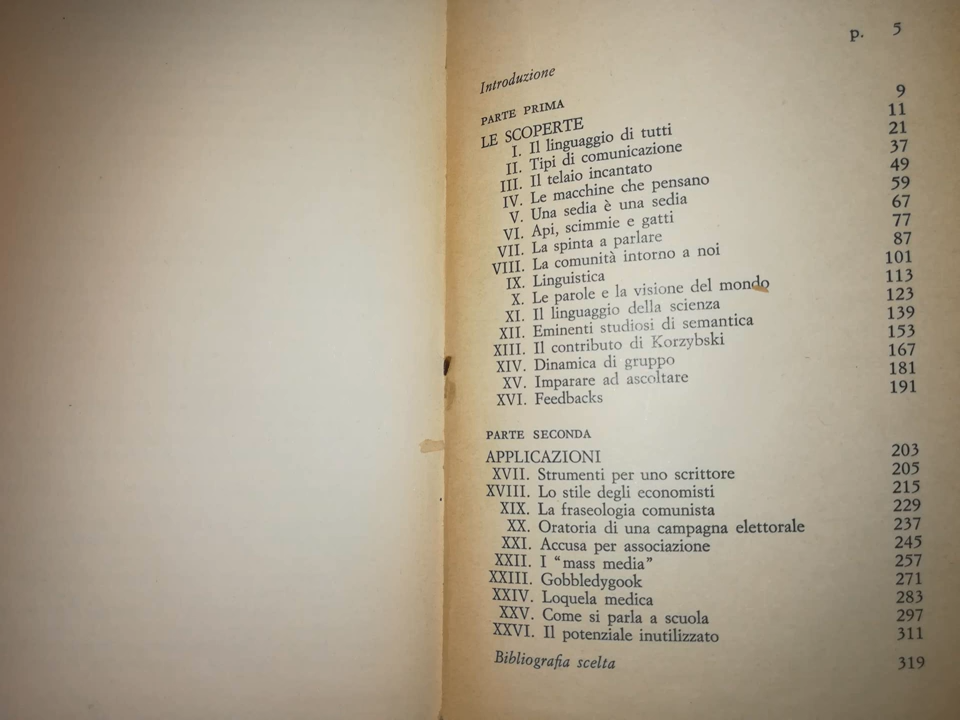 Introduzione p. 5
PARTE PRIMA
LE SCOPERTE 9
I. Il linguaggio di tutti 11
II. Tipi di comunicazione 21
III. Il telaio incantato 37
IV. Le macchine che pensano 49
V. Una sedia è una sedia 59
VI. Api, scimmie e gatti 67
VII. La spinta a parlare 77
VIII. La comunità intorno a noi 87
IX. Linguistica 101
X. Le parole e la visione del mondo 113
XI. Il linguaggio della scienza 123
XII. Eminenti studiosi di semantica 139
XIII. Il contributo di Korzybski 153
XIV. Dinamica di gruppo 167
XV. Imparare ad ascoltare 181
XVI. Feedbacks 191
PARTE SECONDA
APPLICAZIONI 203
XVII. Strumenti per uno scrittore 205
XVIII. Lo stile degli economisti 215
XIX. La fraseologia comunista 229
XX. Oratoria di una campagna elettorale 237
XXI. Accusa per associazione 245
XXII. I "mass media" 257
XXIII. Gobbledygook 271
XXIV. Loquela medica 283
XXV. Come si parla a scuola 297
XXVI. Il potenziale inutilizzato 311
Bibliografia scelta 319